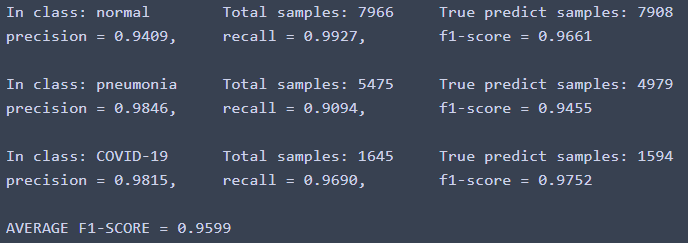 In class: normal Total samples: 7966 True predict samples: 7908
precision = 0.9409, recall = 0.9927, f1-score = 0.9661
In class: pneumonia Total samples: 5475 True predict samples: 4979
precision = 0.9846, recall = 0.9094, f1-score = 0.9455
In class: COVID-19 Total samples: 1645 True predict samples: 1594
precision = 0.9815, recall = 0.9690, f1-score = 0.9752
AVERAGE F1-SCORE = 0.9599